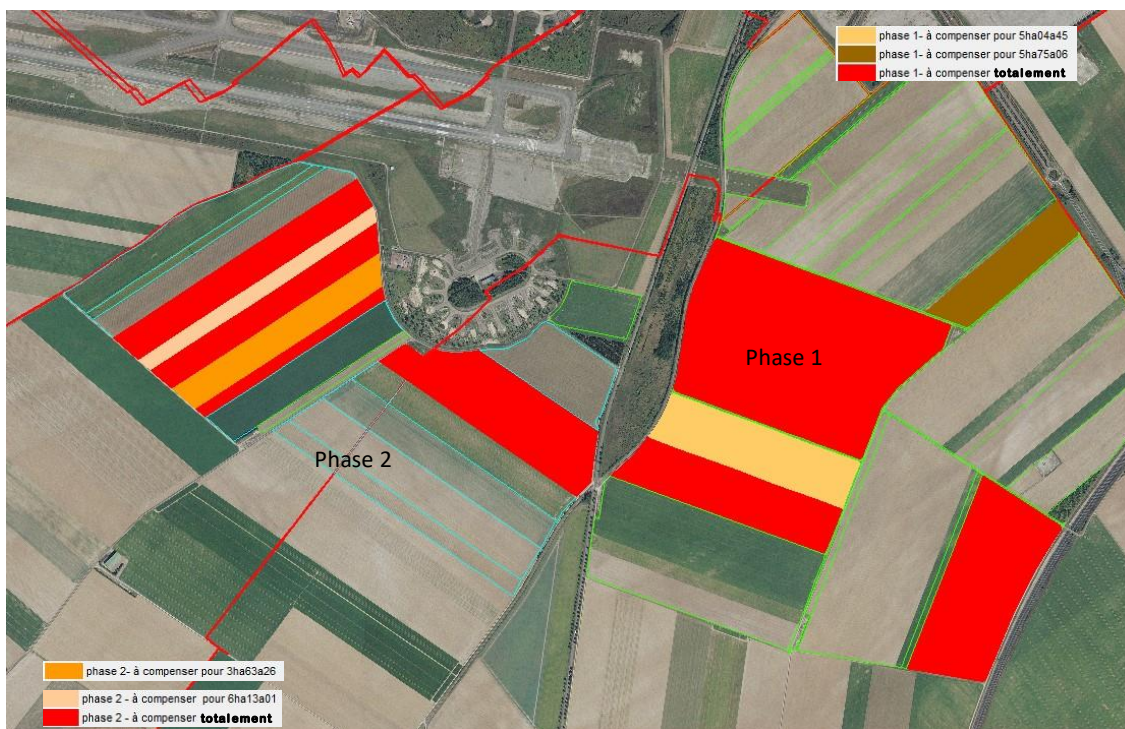 phase 1- à compenser pour 5ha04a45
phase 1- à compenser pour 5ha75a06
phase 1- à compenser totalement
Phase 1
Phase 2
phase 2- à compenser pour 3ha63a26
phase 2 - à compenser pour 6ha13a01
phase 2 - à compenser totalement